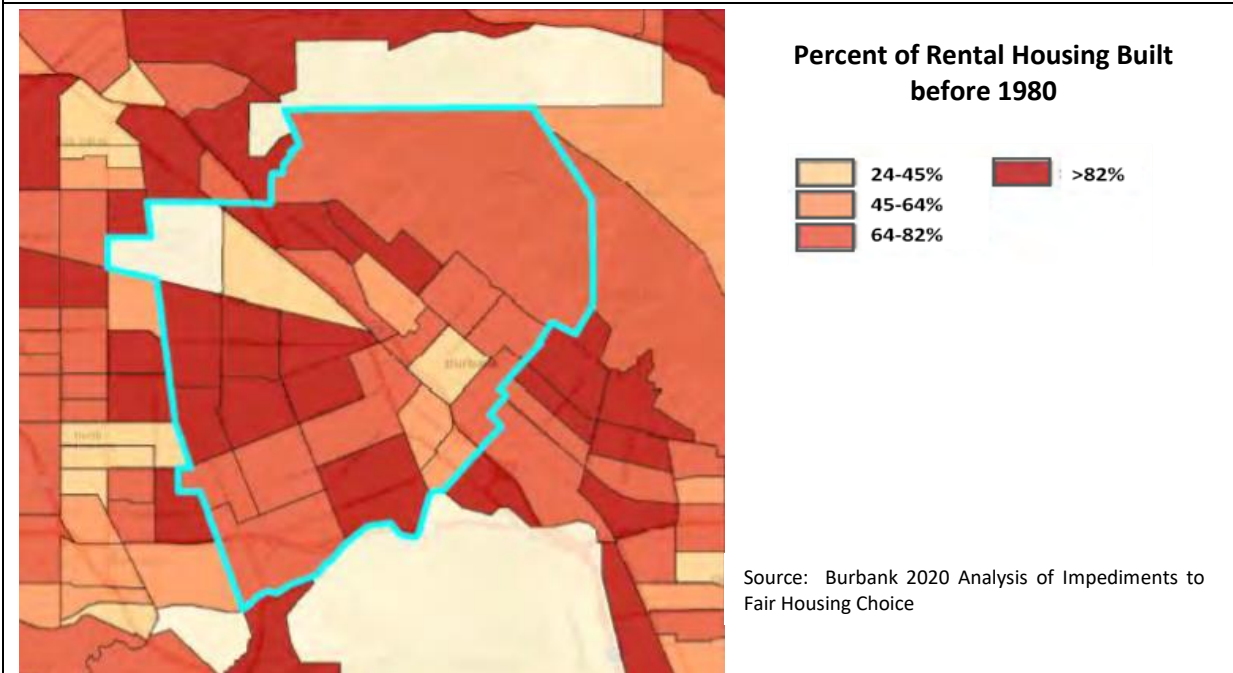 Percent of Rental Housing Built
before 1980
24-45%
>82%
45-64%
64-82%
Burbank
Source: Burbank 2020 Analysis of Impediments to
Fair Housing Choice